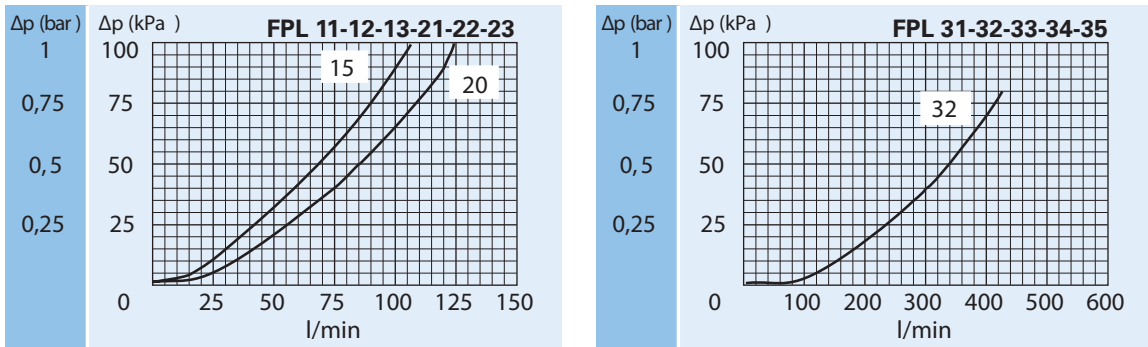 Δp (bar) Δp (kPa) FPL 11-12-13-21-22-23
1 100
15
20
0,75 75
0,5 50
0,25 25
0 25 50 75 100 125 150
l/min
Δp (bar) Δp (kPa) FPL 31-32-33-34-35
1 100
0,75 75
32
0,5 50
0,25 25
0 100 200 300 400 500 600
l/min